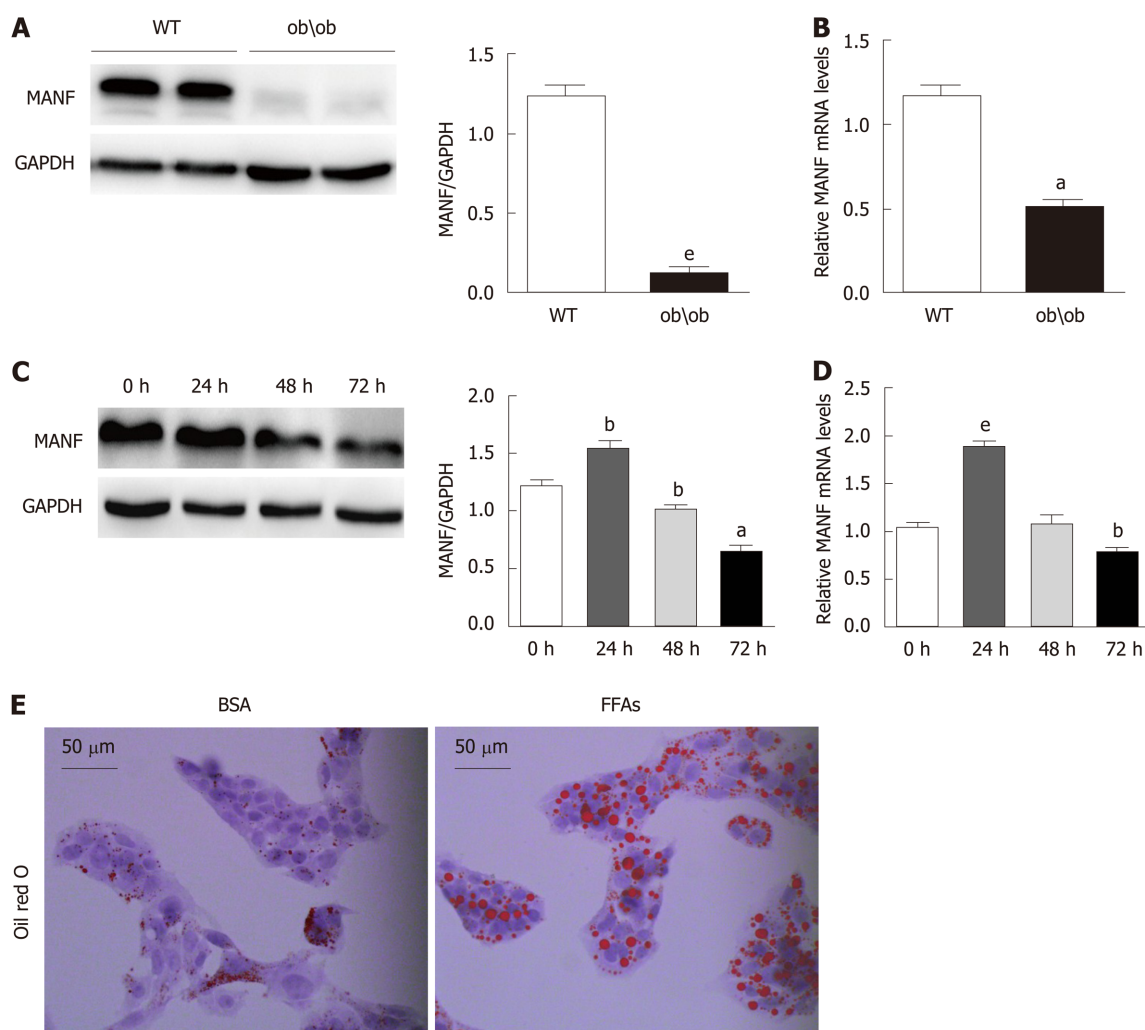 A
WT ob\ob
MANF
GAPDH
MANF/GAPDH
1.5
1.0
0.5
0.0
e
WT ob\ob
B
Relative MANF mRNA levels
1.5
1.0
0.5
0.0
a
WT ob\ob
C
0 h 24 h 48 h 72 h
MANF
GAPDH
MANF/GAPDH
2.0
1.5
1.0
0.5
0.0
b
b
a
0 h 24 h 48 h 72 h
D
Relative MANF mRNA levels
2.5
2.0
1.5
1.0
0.5
0.0
e
b
0 h 24 h 48 h 72 h
E
BSA FFAs
Oil red O
50 μm
50 μm